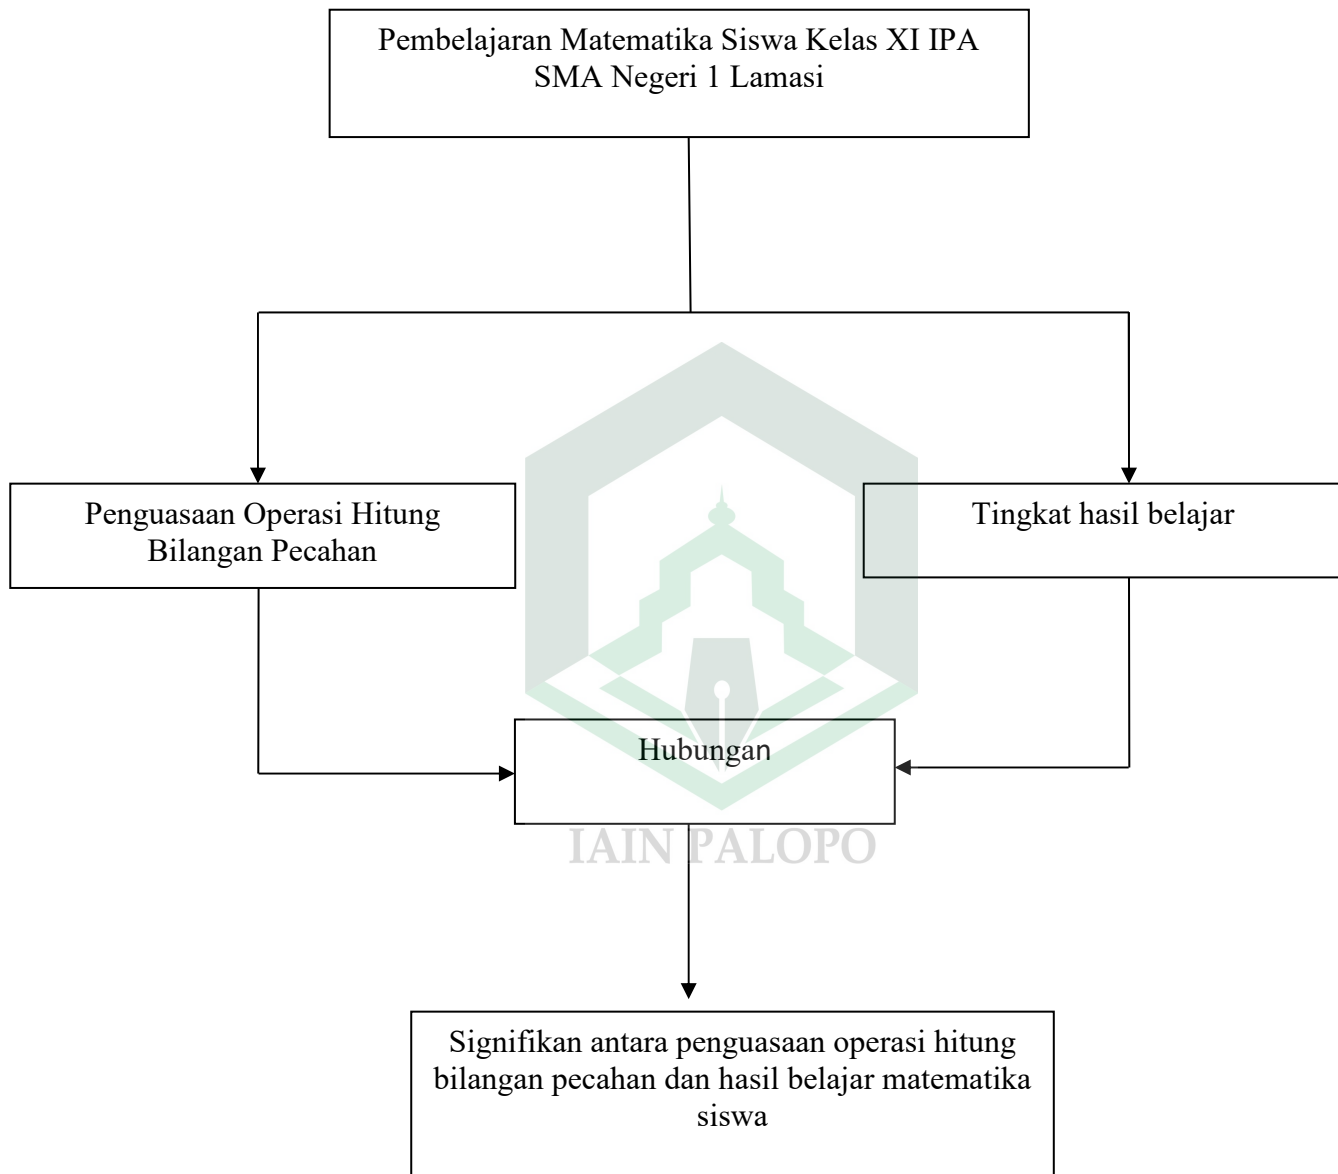 Pembelajaran Matematika Siswa Kelas XI IPA
SMA Negeri 1 Lamasi
Penguasaan Operasi Hitung
Bilangan Pecahan
Tingkat hasil belajar
Hubungan
IAIN PALOPO
Signifikan antara penguasaan operasi hitung
bilangan pecahan dan hasil belajar matematika
siswa